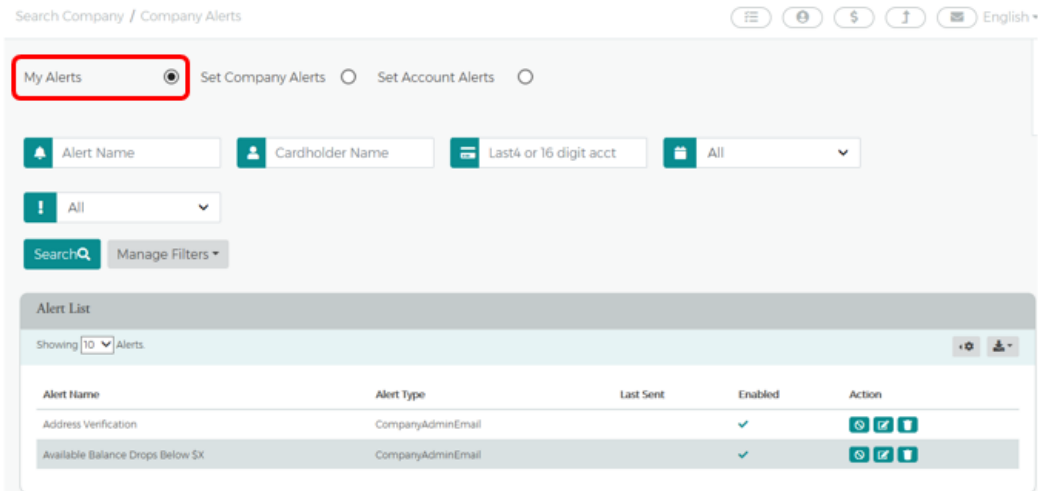 Search Company / Company Alerts English
My Alerts Set Company Alerts Set Account Alerts
Alert Name Cardholder Name Last4 or 16 digit acct All
All
Search Manage Filters
Alert List
Showing 10 Alerts.
Alert Name Alert Type Last Sent Enabled Action
Address Verification CompanyAdminEmail
Available Balance Drops Below $X CompanyAdminEmail